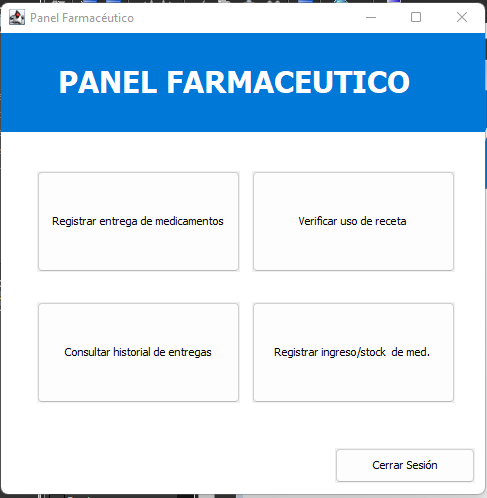 Panel Farmacéutico
PANEL FARMACEUTICO
Registrar entrega de medicamentos
Verificar uso de receta
Consultar historial de entregas
Registrar ingreso/stock  de med.
Cerrar Sesión